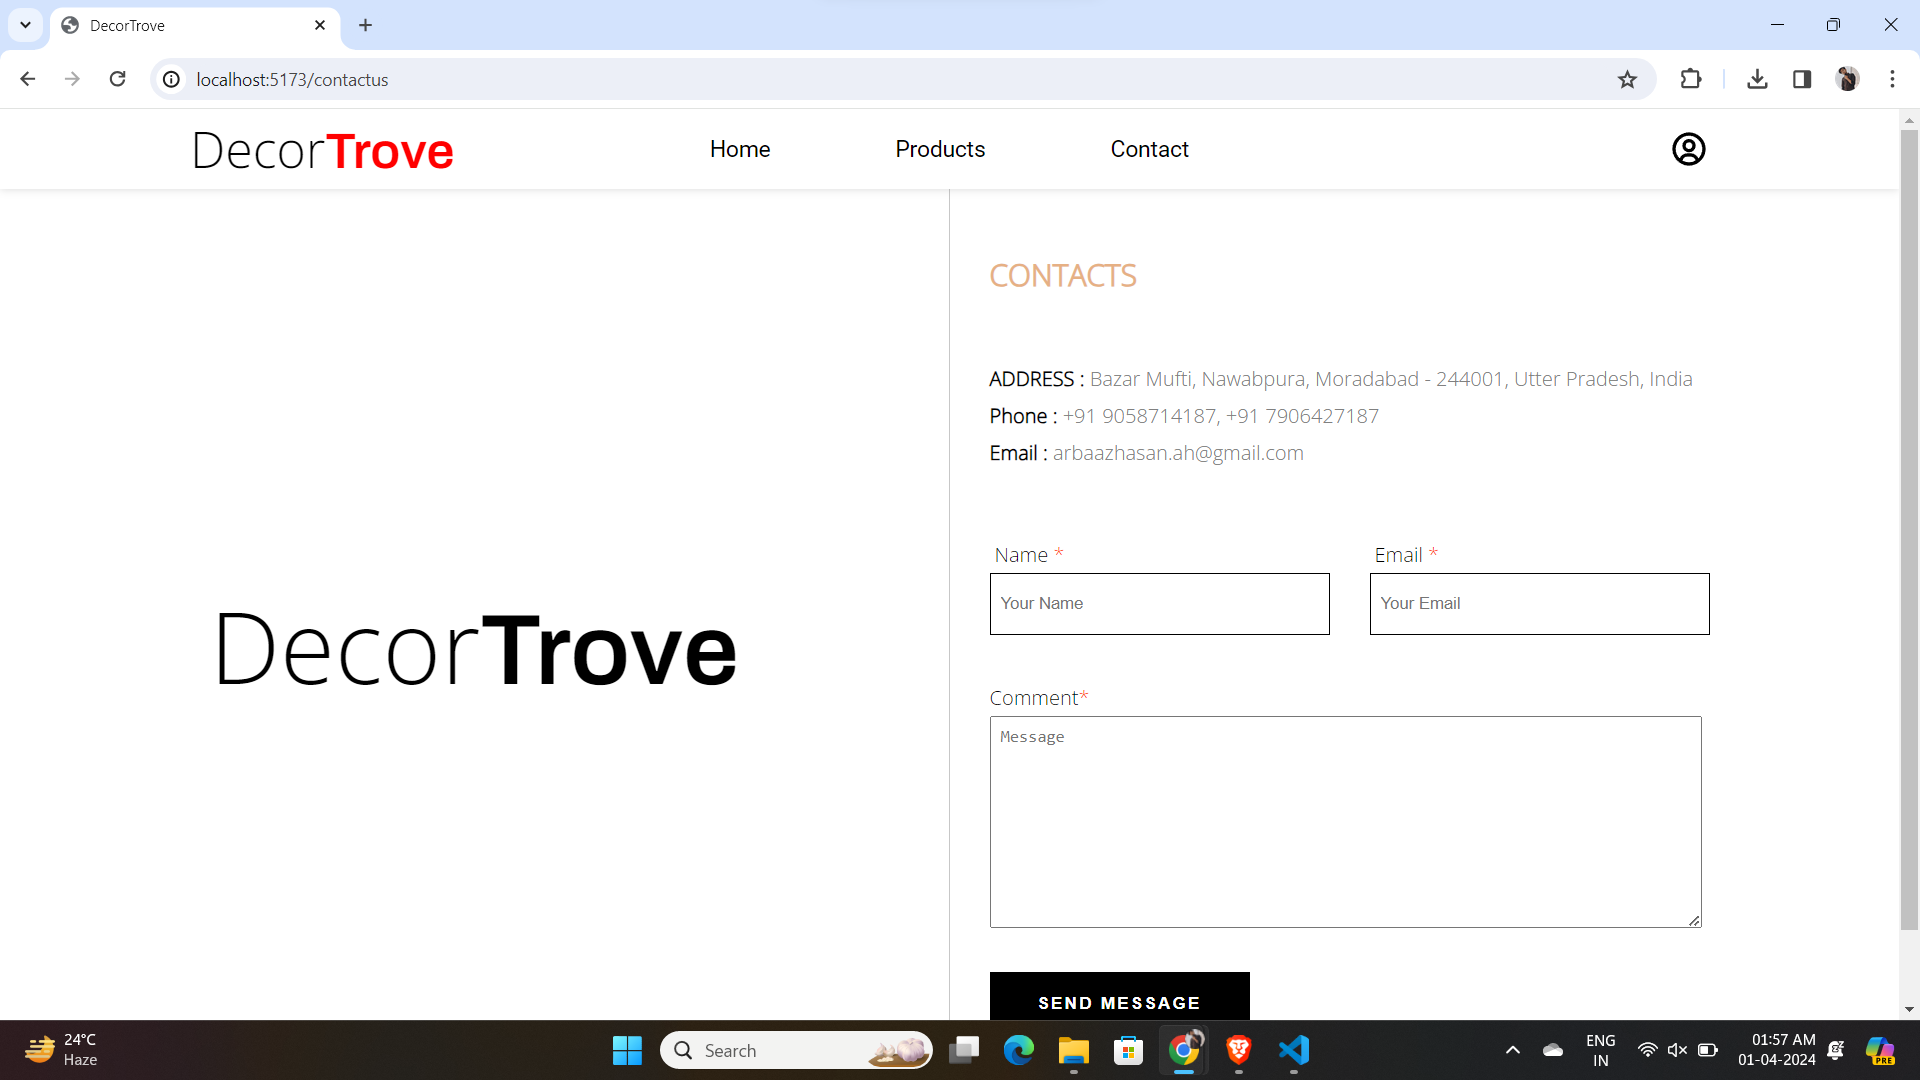 DecorTrove
localhost:5173/contactus
DecorTrove
Home
Products
Contact
CONTACTS
ADDRESS : Bazar Mufti, Nawabpura, Moradabad - 244001, Utter Pradesh, India
Phone : +91 9058714187, +91 7906427187
Email : arbaazhasan.ah@gmail.com
DecorTrove
Name *
Email *
Your Name
Your Email
Comment*
Message
SEND MESSAGE
24°C
Haze
Search
ENG
IN
01:57 AM
01-04-2024
PRE